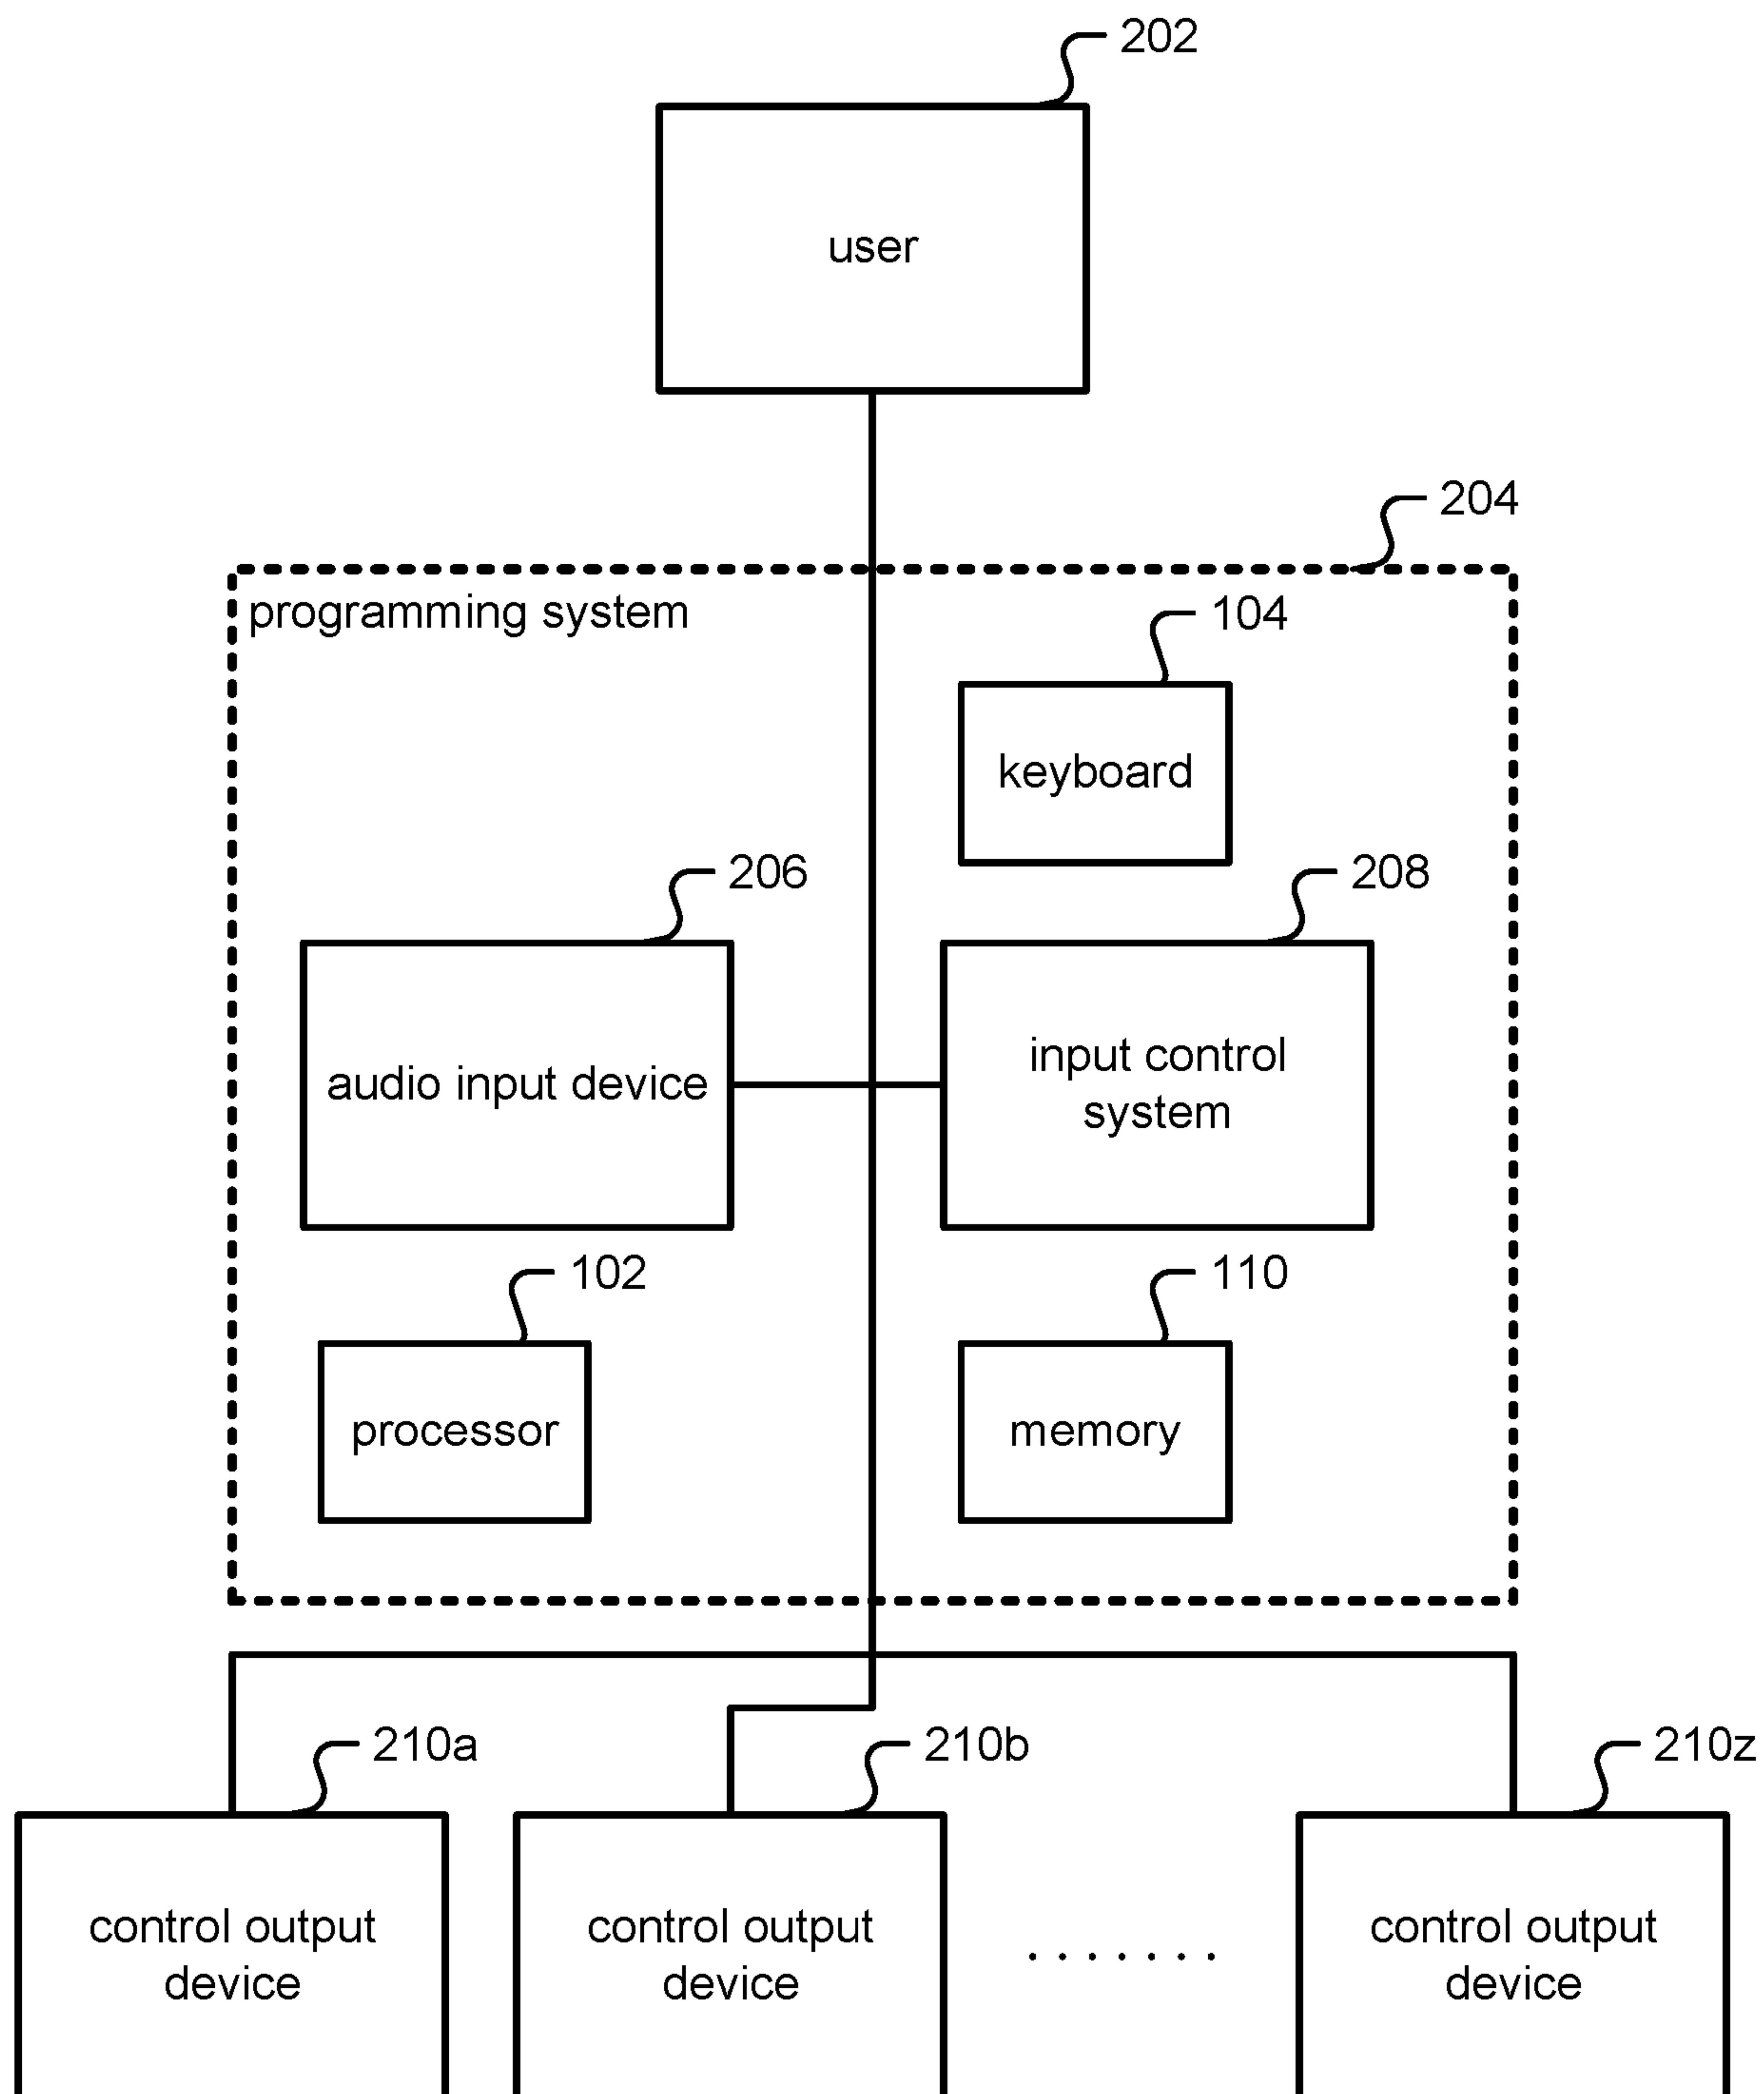 202
user
204
programming system
104
keyboard
206
208
audio input device
input control
system
102
110
processor
memory
210a
210b
210z
control output
device
control output
device
.......
control output
device